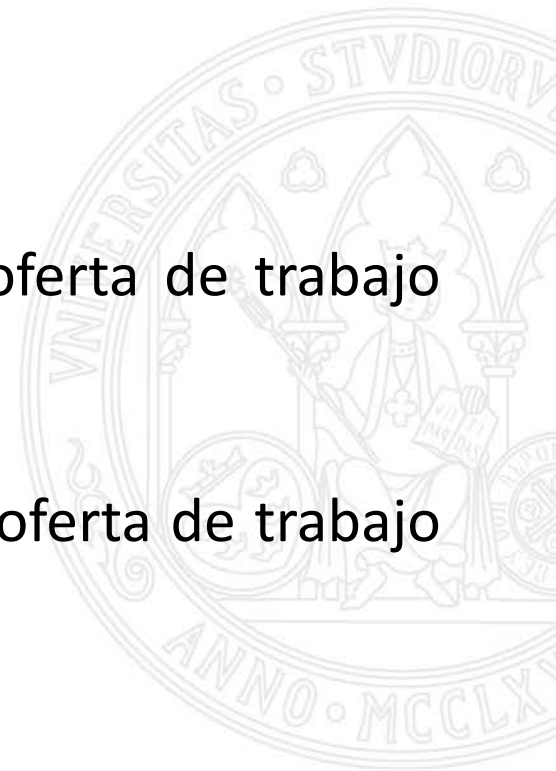 oferta de trabajo
oferta de trabajo
VNIVERSITAS · STVDIORV
ANNO · MCCLX